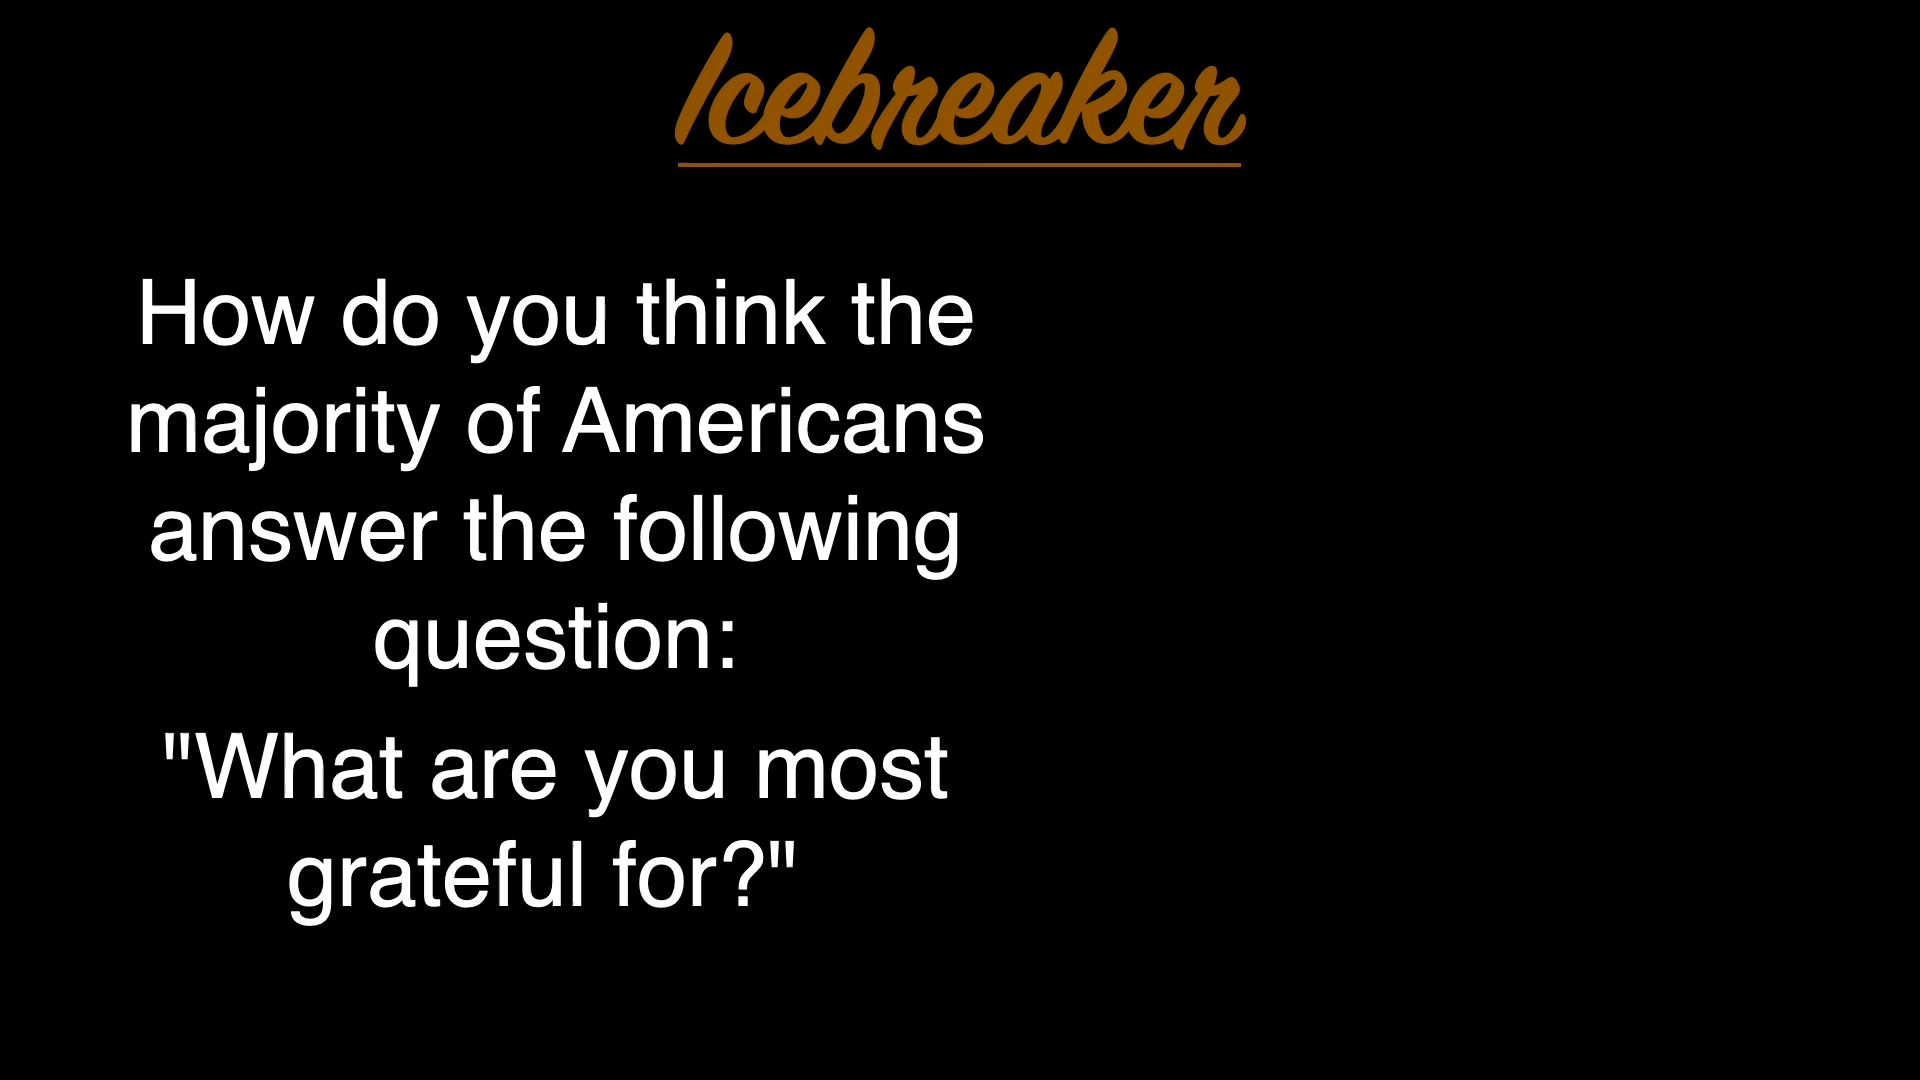 Icebreaker
How do you think the
majority of Americans
answer the following
question:
"What are you most
grateful for?"